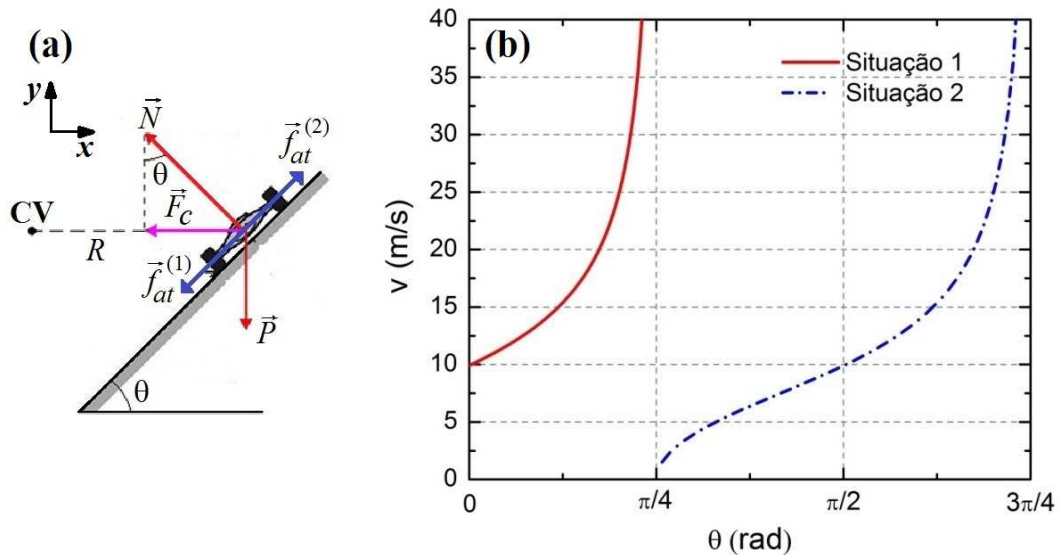 (a)
y
x
N
θ
f_at^(2)
CV
F_c
R
f_at^(1)
P
θ
(b)
40
35
30
25
20
15
10
5
0
v (m/s)
Situação 1
Situação 2
0 π/4 π/2 3π/4
θ (rad)